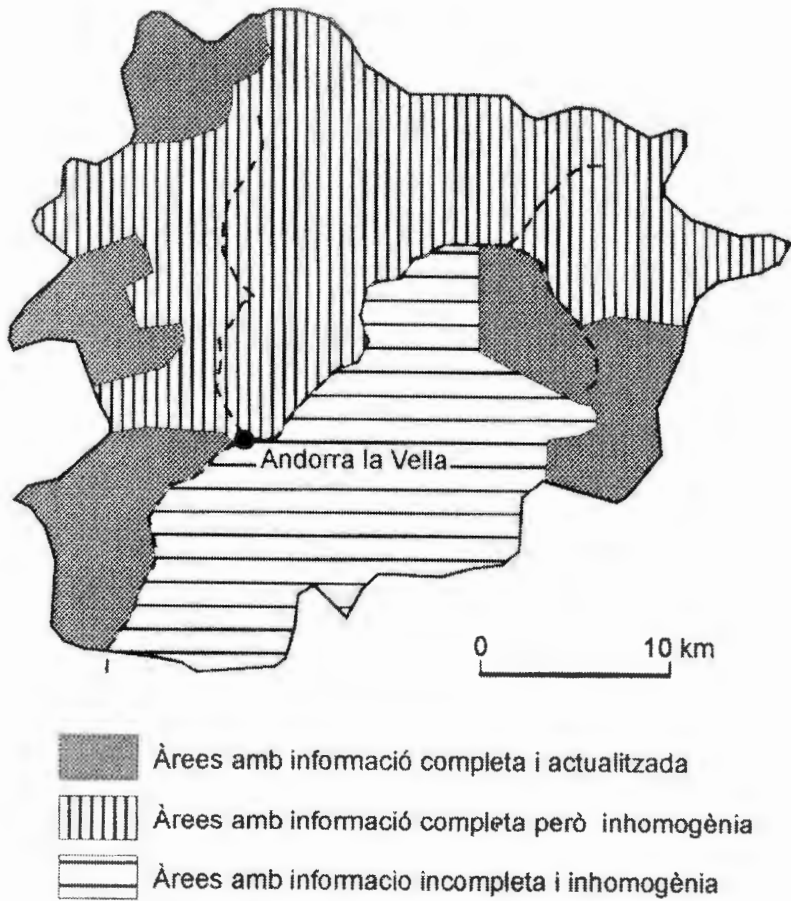 Andorra la Vella
0 10 km
Àrees amb informació completa i actualitzada
Àrees amb informació completa però inhomogènia
Àrees amb informacio incompleta i inhomogènia